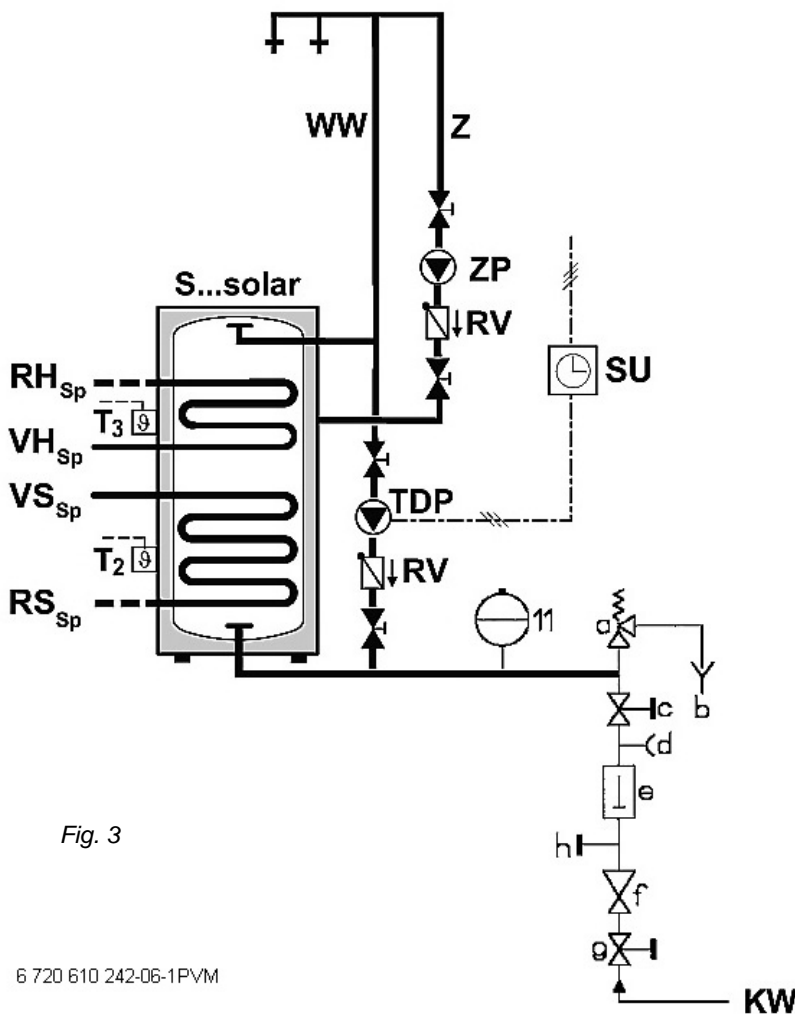 WW
Z
ZP
S...solar
RV
RH Sp
SU
T3
ϑ
VH Sp
VS Sp
TDP
T2
ϑ
RV
RS Sp
11
a
b
c
d
e
Fig. 3
h
f
g
6 720 610 242-06-1PVM
KW